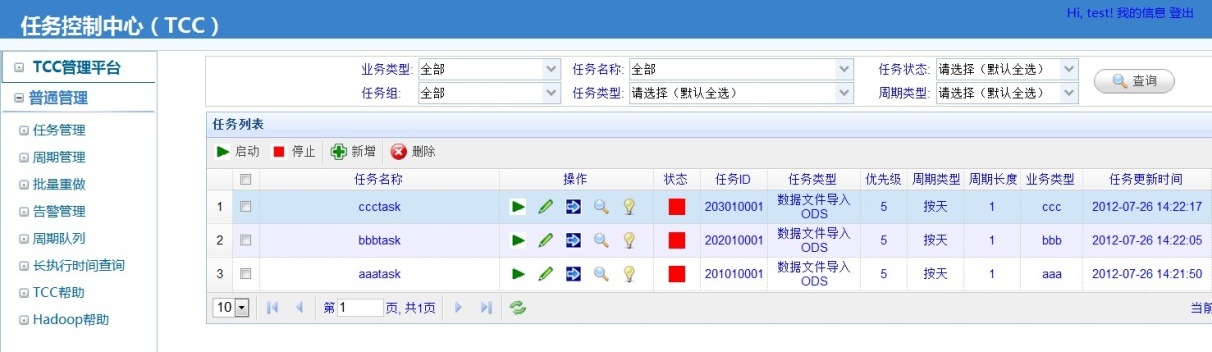 Hi, test! 我的信息 登出
任务控制中心（TCC）
TCC管理平台
普通管理
任务管理
周期管理
批量重做
告警管理
周期队列
长执行时间查询
TCC帮助
Hadoop帮助
业务类型: 全部 任务名称: 全部 任务状态: 请选择（默认全选）
任务组: 全部 任务类型: 请选择（默认全选） 周期类型: 请选择（默认全选）
查询
任务列表
启动 停止 新增 删除
任务名称 操作 状态 任务ID 任务类型 优先级 周期类型 周期长度 业务类型 任务更新时间
1 ccctask 203010001 数据文件导入ODS 5 按天 1 ccc 2012-07-26 14:22:17
2 bbbtask 202010001 数据文件导入ODS 5 按天 1 bbb 2012-07-26 14:22:05
3 aaatask 201010001 数据文件导入ODS 5 按天 1 aaa 2012-07-26 14:21:50
10 第 1 页, 共1页 当前